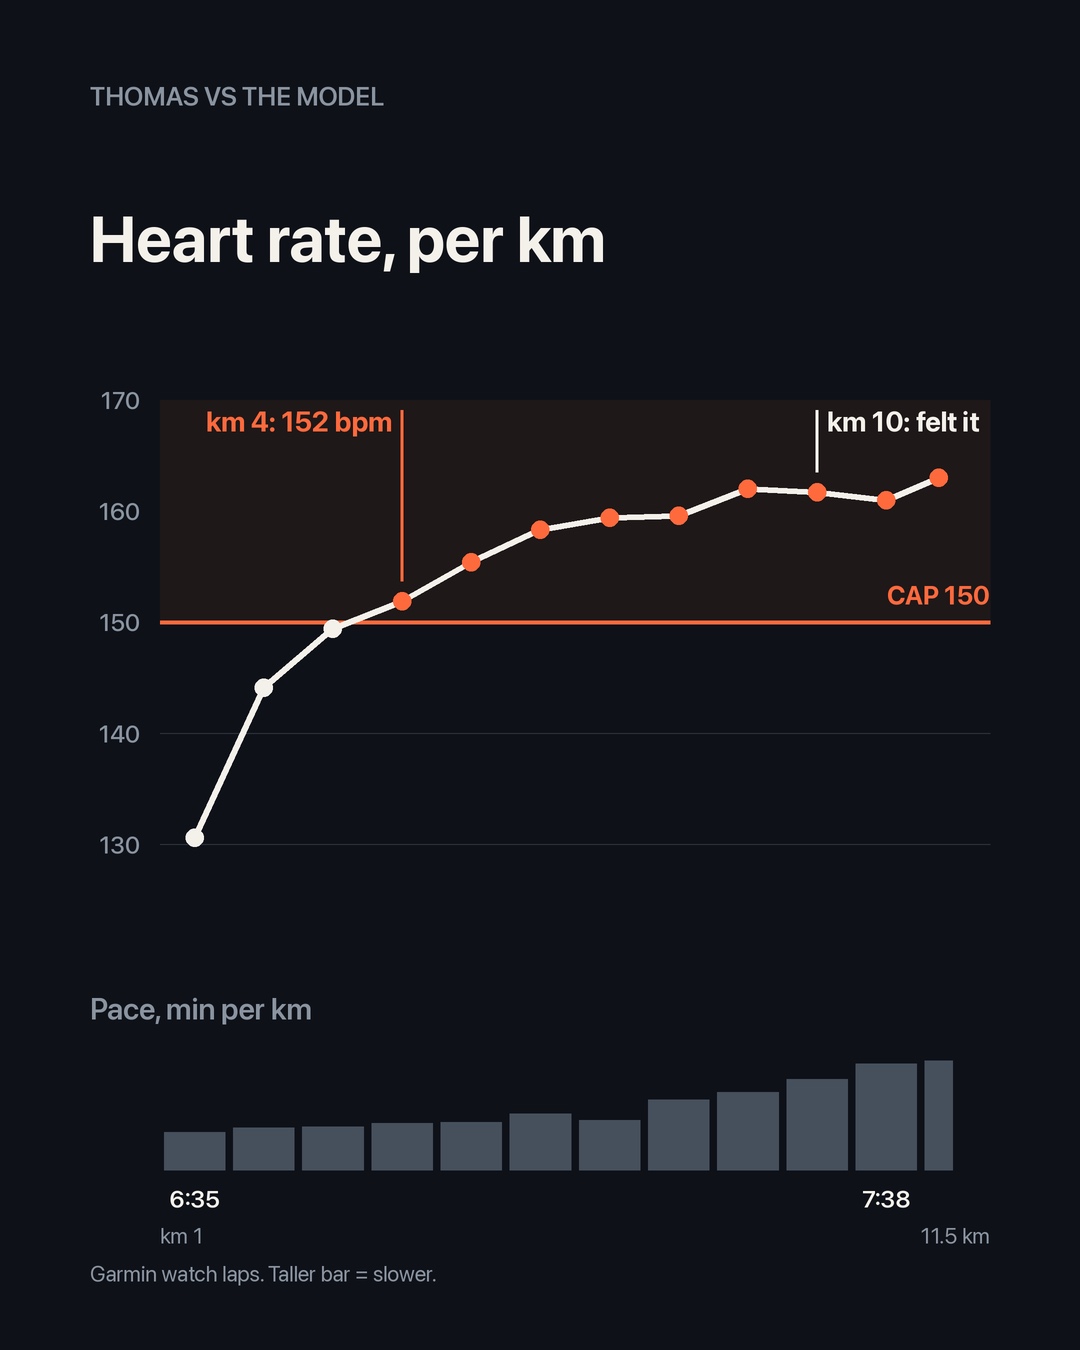 THOMAS VS THE MODEL
Heart rate, per km
170
km 4: 152 bpm
km 10: felt it
160
CAP 150
150
140
130
Pace, min per km
6:35
7:38
km 1
11.5 km
Garmin watch laps. Taller bar = slower.